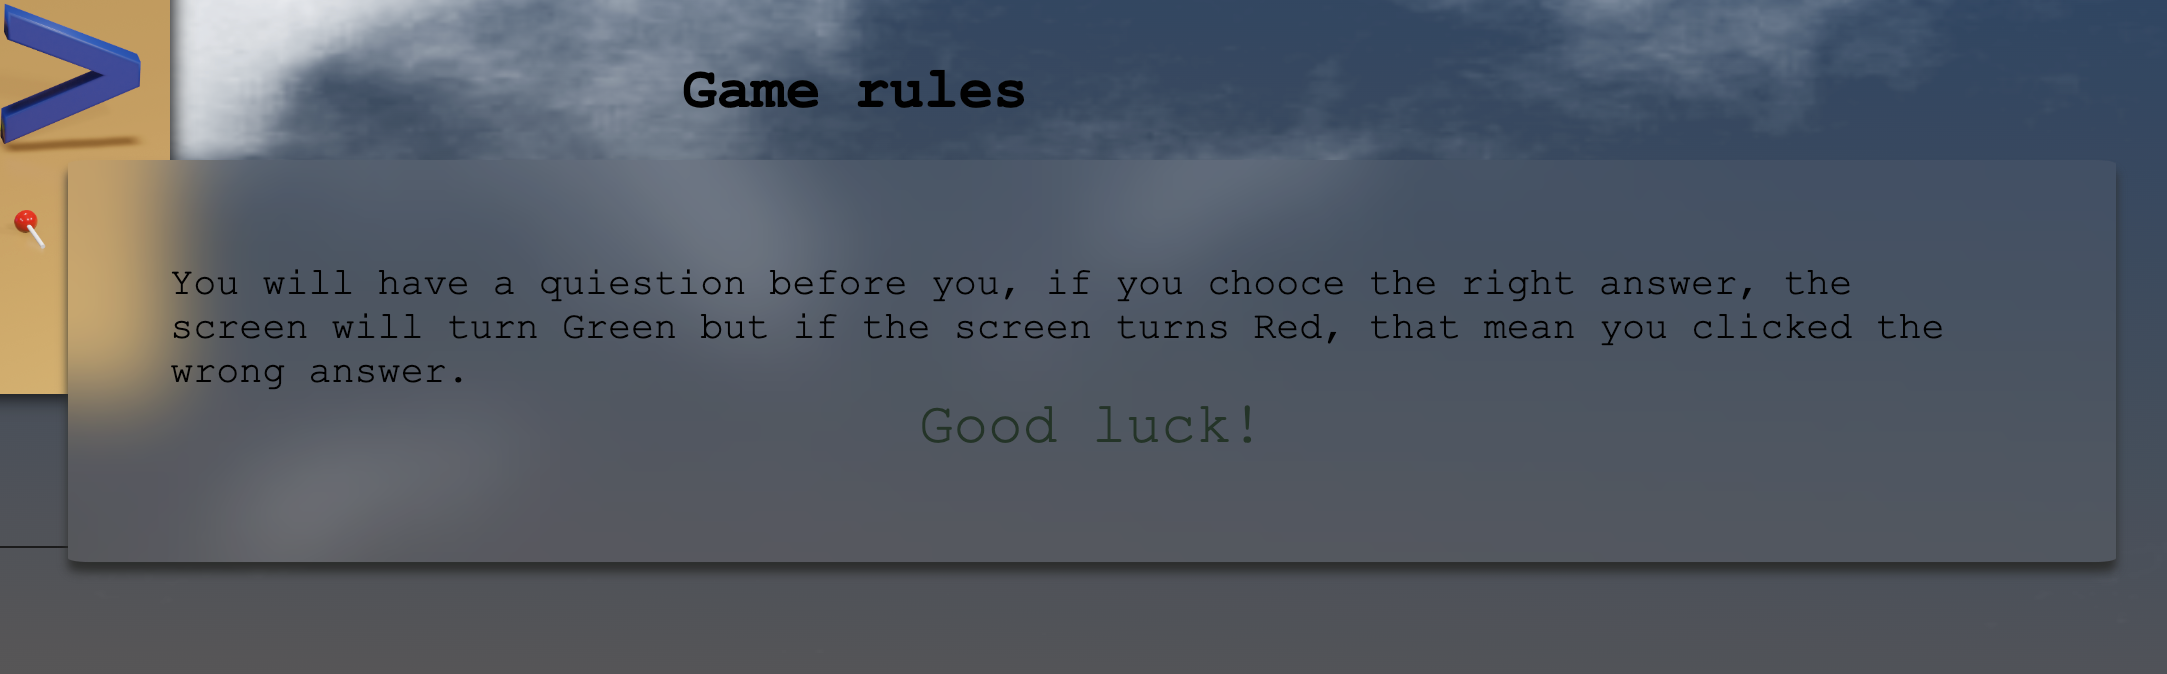 Game rules
You will have a quiestion before you, if you chooce the right answer, the
screen will turn Green but if the screen turns Red, that mean you clicked the
wrong answer.
Good luck!